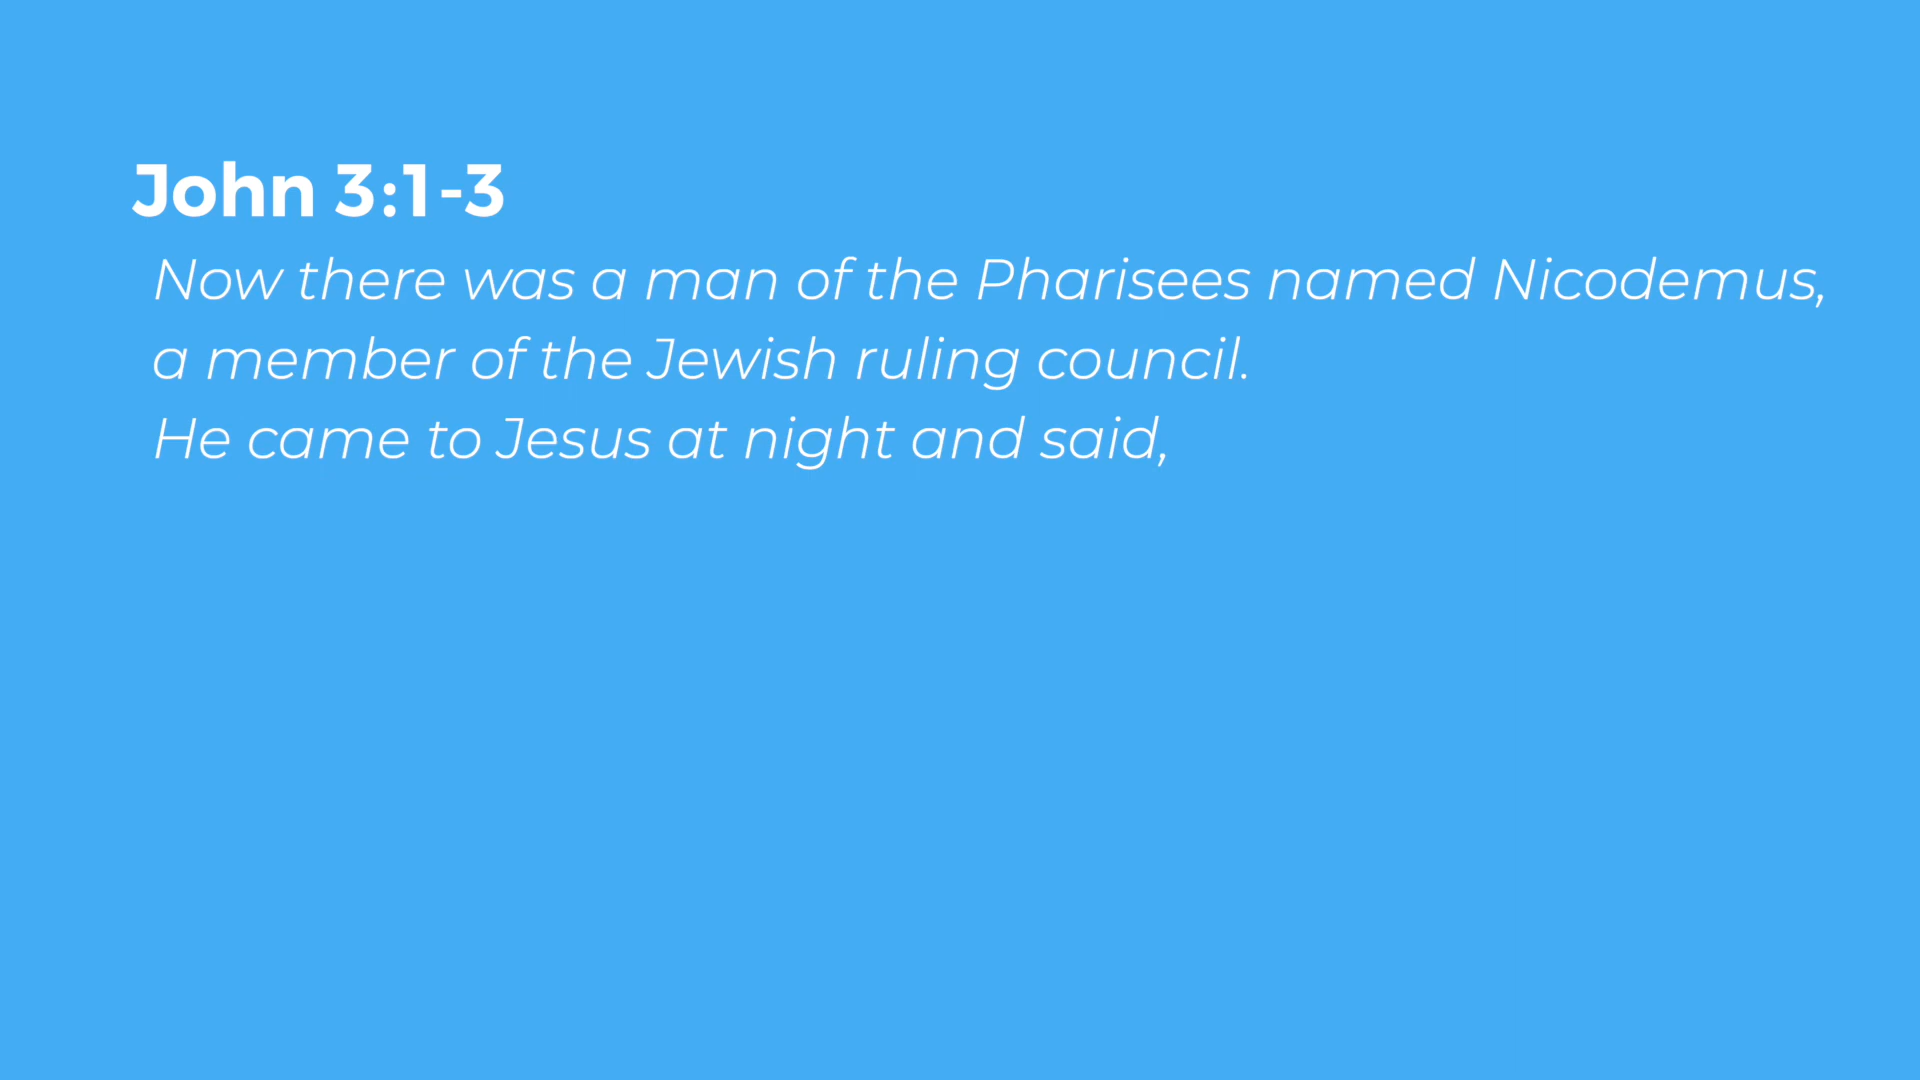 John 3:1-3
Now there was a man of the Pharisees named Nicodemus,
a member of the Jewish ruling council.
He came to Jesus at night and said,